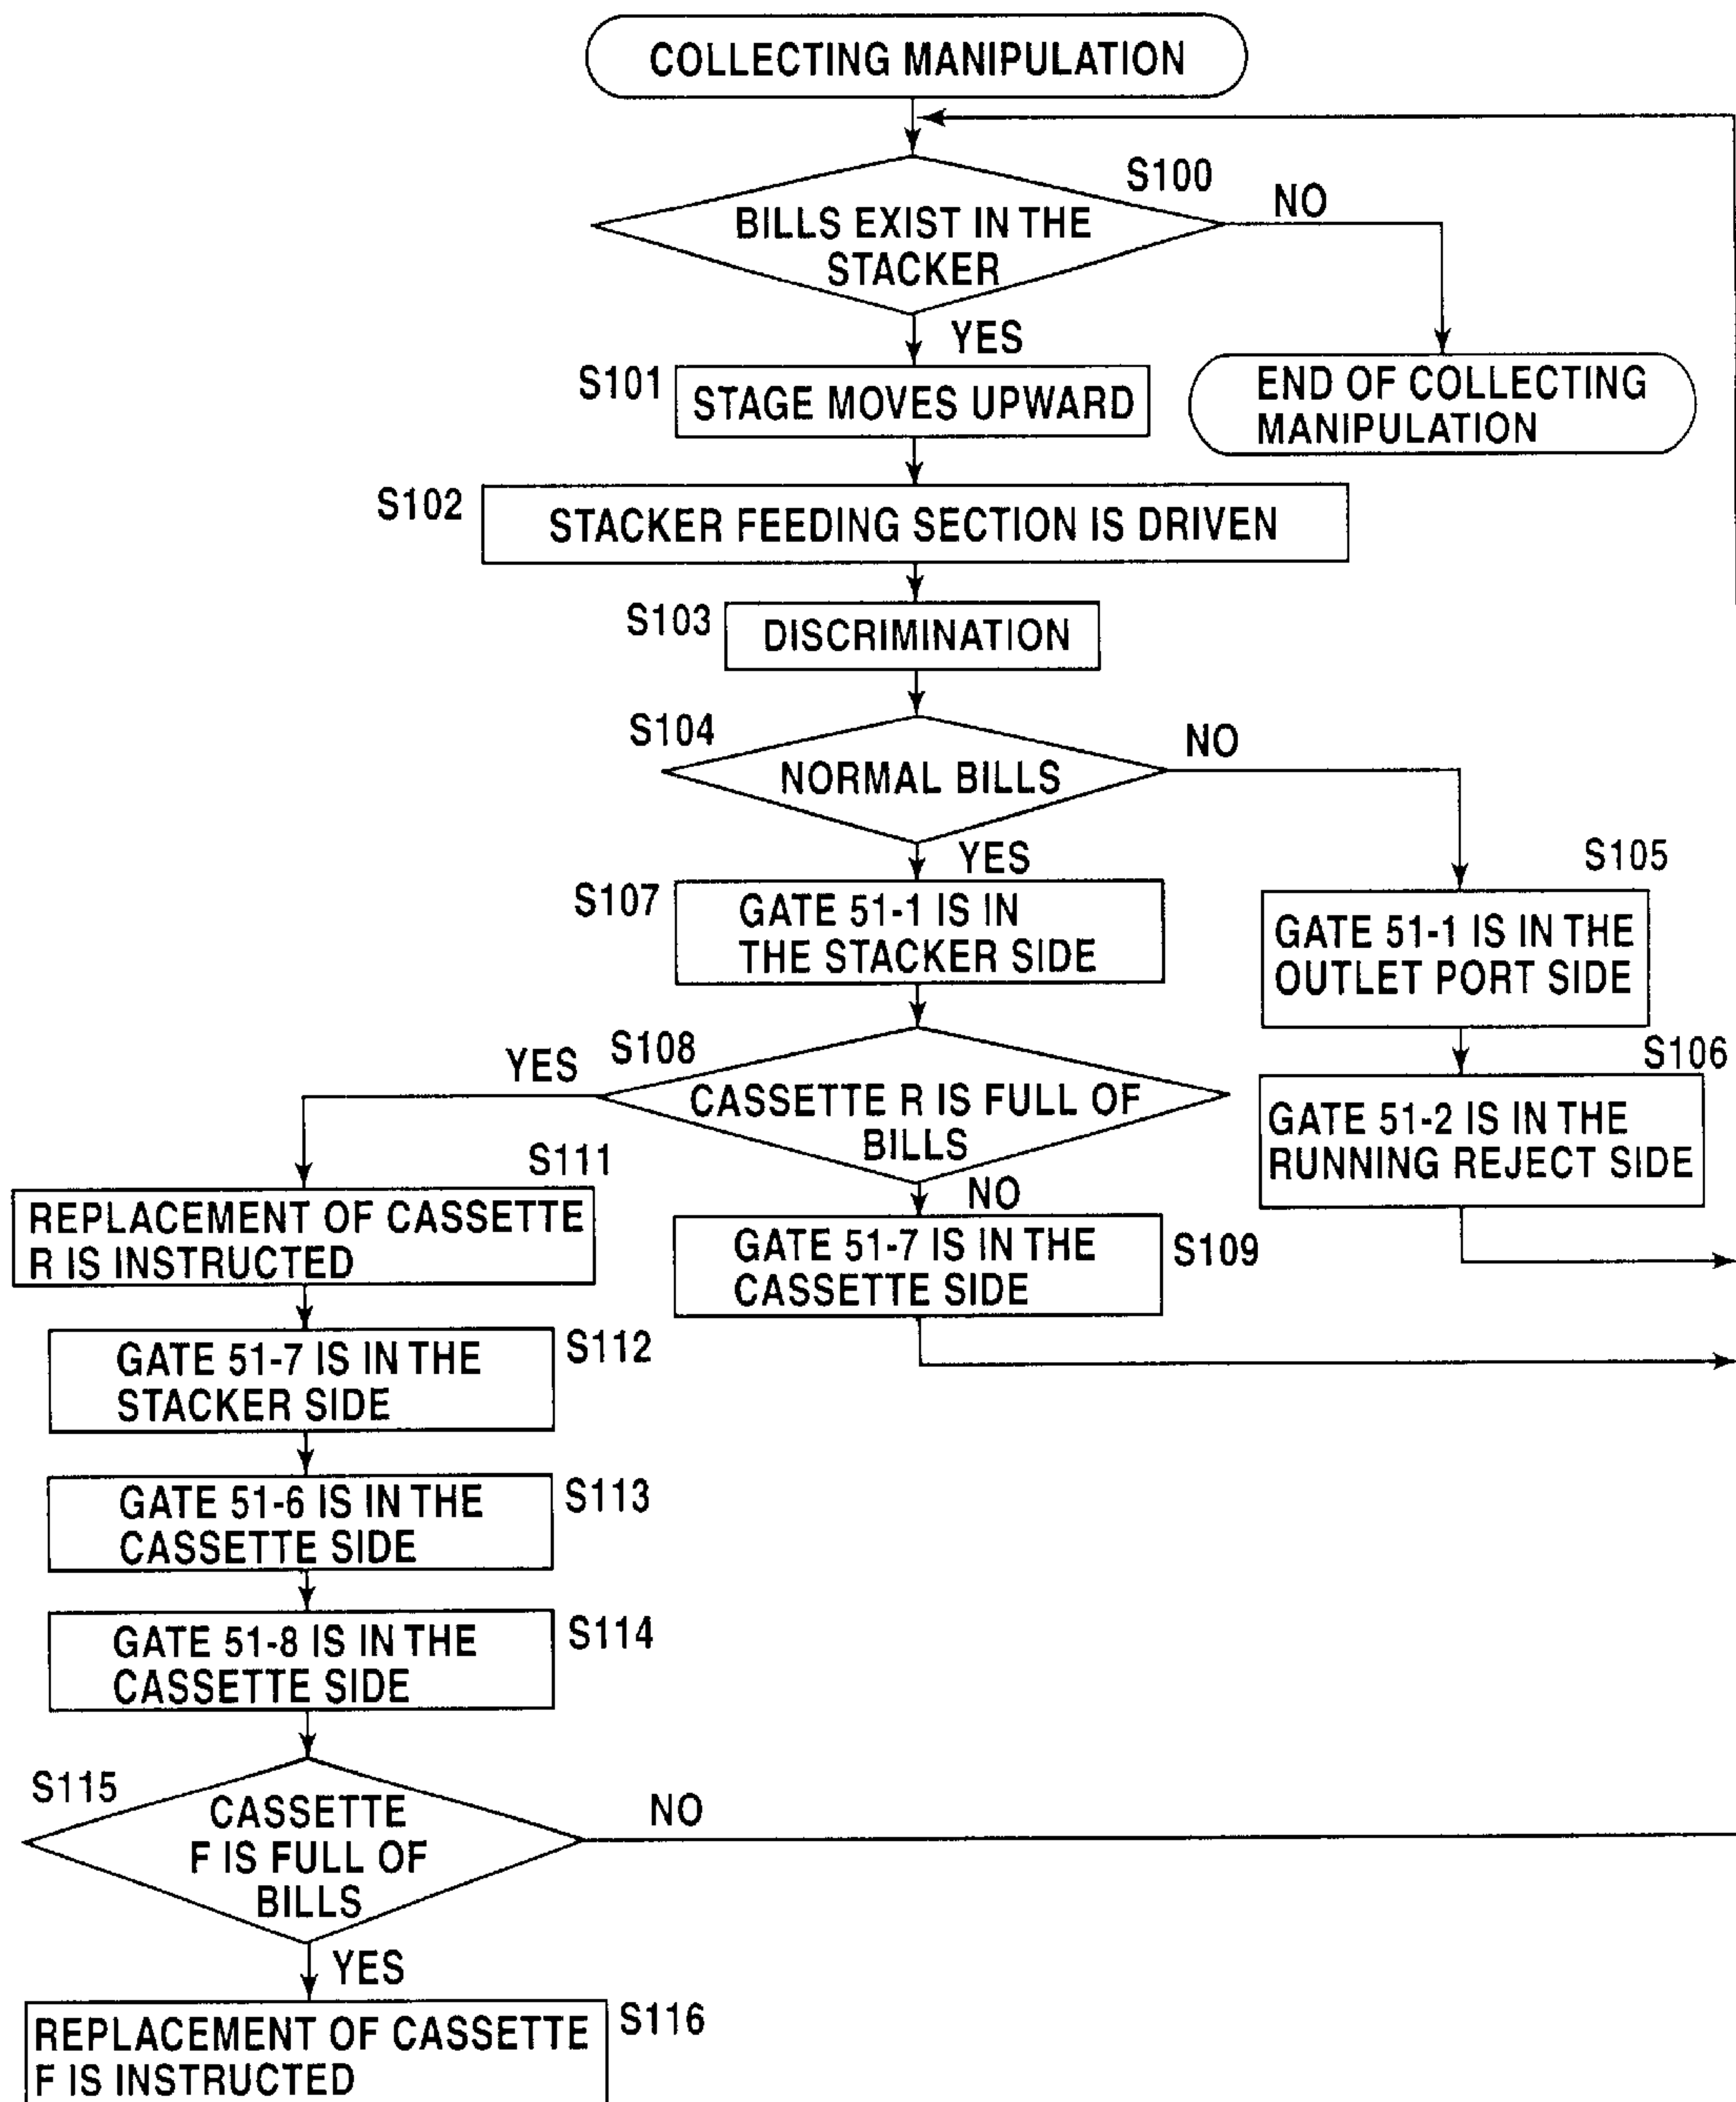 COLLECTING MANIPULATION
S100
BILLS EXIST IN THE
STACKER
NO
YES
END OF COLLECTING
MANIPULATION
S101
STAGE MOVES UPWARD
S102
STACKER FEEDING SECTION IS DRIVEN
S103
DISCRIMINATION
S104
NORMAL BILLS
NO
YES
S105
GATE 51-1 IS IN THE
OUTLET PORT SIDE
S107
GATE 51-1 IS IN
THE STACKER SIDE
S106
GATE 51-2 IS IN THE
RUNNING REJECT SIDE
S108
CASSETTE R IS FULL OF
BILLS
YES
NO
S109
GATE 51-7 IS IN THE
CASSETTE SIDE
S111
REPLACEMENT OF CASSETTE
R IS INSTRUCTED
GATE 51-7 IS IN THE
STACKER SIDE
S112
GATE 51-6 IS IN THE
CASSETTE SIDE
S113
GATE 51-8 IS IN THE
CASSETTE SIDE
S114
S115
CASSETTE
F IS FULL OF
BILLS
NO
YES
REPLACEMENT OF CASSETTE
F IS INSTRUCTED
S116